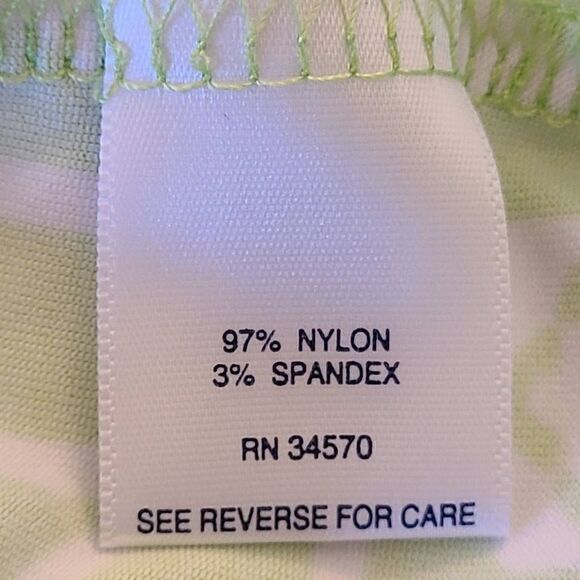 97% NYLON
3% SPANDEX
RN 34570
SEE REVERSE FOR CARE